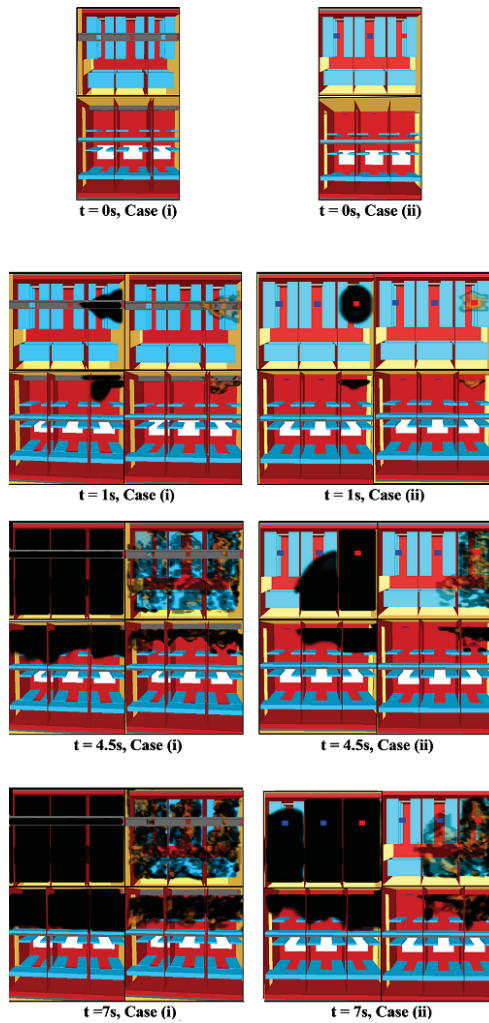 t = 0s, Case (i)
t = 0s, Case (ii)
t = 1s, Case (i)
t = 1s, Case (ii)
t = 4.5s, Case (i)
t = 4.5s, Case (ii)
t =7s, Case (i)
t = 7s, Case (ii)